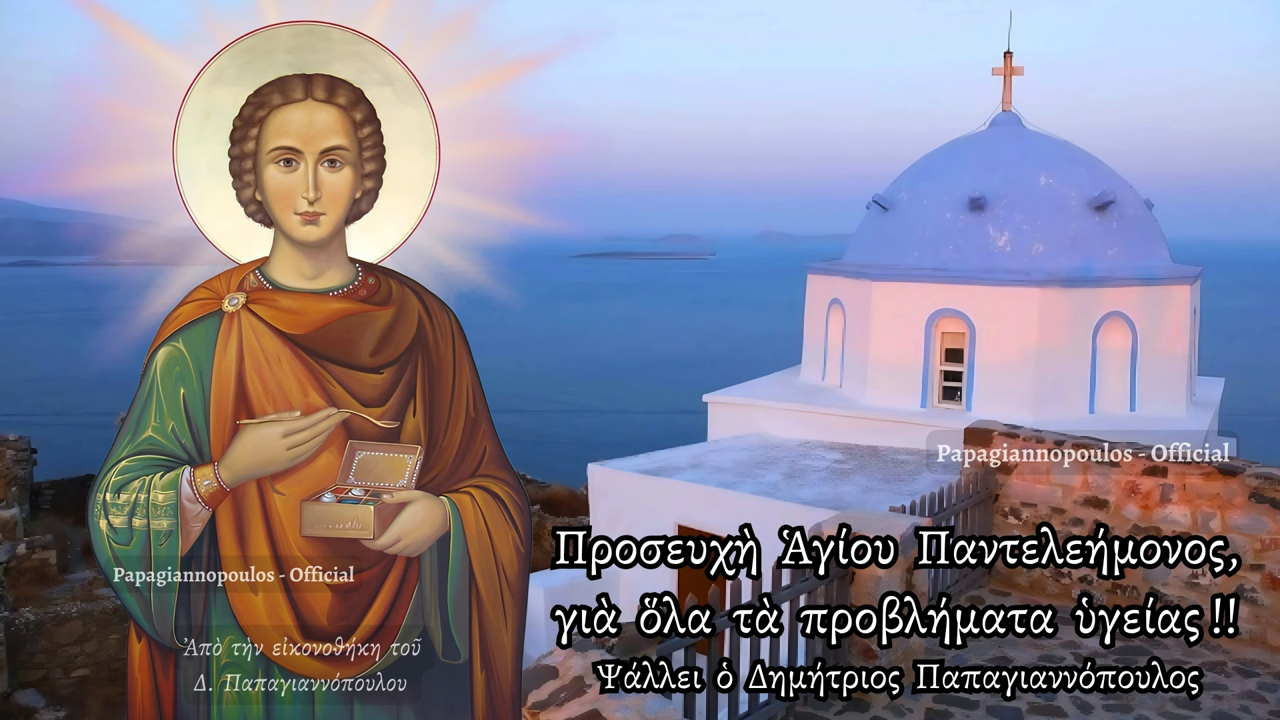 Papagiannopoulos - Official
Προσευχὴ Ἁγίου Παντελεήμονος,
γιὰ ὅλα τὰ προβλήματα ὑγείας !!
Ψάλλει ὁ Δημήτριος Παπαγιαννόπουλος
Papagiannopoulos - Official
Ἀπὸ τὴν εἰκονοθήκη τοῦ
Δ. Παπαγιαννόπουλου